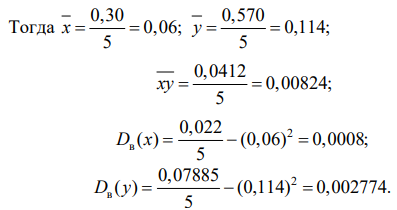 Тогда x̅ = 0,30/5 = 0,06; y̅ = 0,570/5 = 0,114;
x̅y̅ = 0,0412/5 = 0,00824;
Dв(x) = 0,022/5 − (0,06)² = 0,0008;
Dв(y) = 0,07885/5 − (0,114)² = 0,002774.